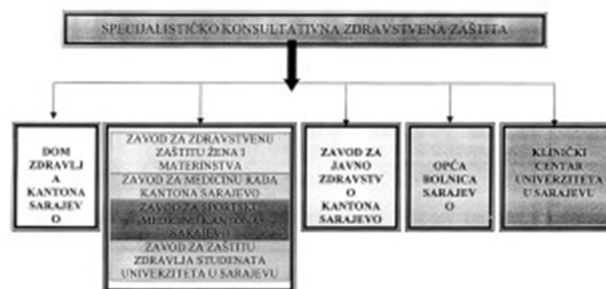 SPECIJALISTIČKO KONSULTATIVNA ZDRAVSTVENA ZAŠTITA
DOM
ZDRAVLJ
A
KANTONA
SARAJEV
O
ZAVOD ZA ZDRAVSTVENU
ZAŠTITU ŽENA I
MATERINSTVA
ZAVOD ZA MEDICINU RADA
KANTONA SARAJEVO
ZAVOD ZA SPORTSKU
MEDICINU KANTONA
SARAJEVO
ZAVOD ZA ZAŠTITU
ZDRAVLJA STUDENATA
UNIVERZITETA U SARAJEVU
ZAVOD ZA
JAVNO
ZDRAVSTV
O
KANTONA
SARAJEVO
OPĆA
BOLNICA
SARAJEV
O
KLINIČKI
CENTAR
UNIVERZITETA
U SARAJEVU